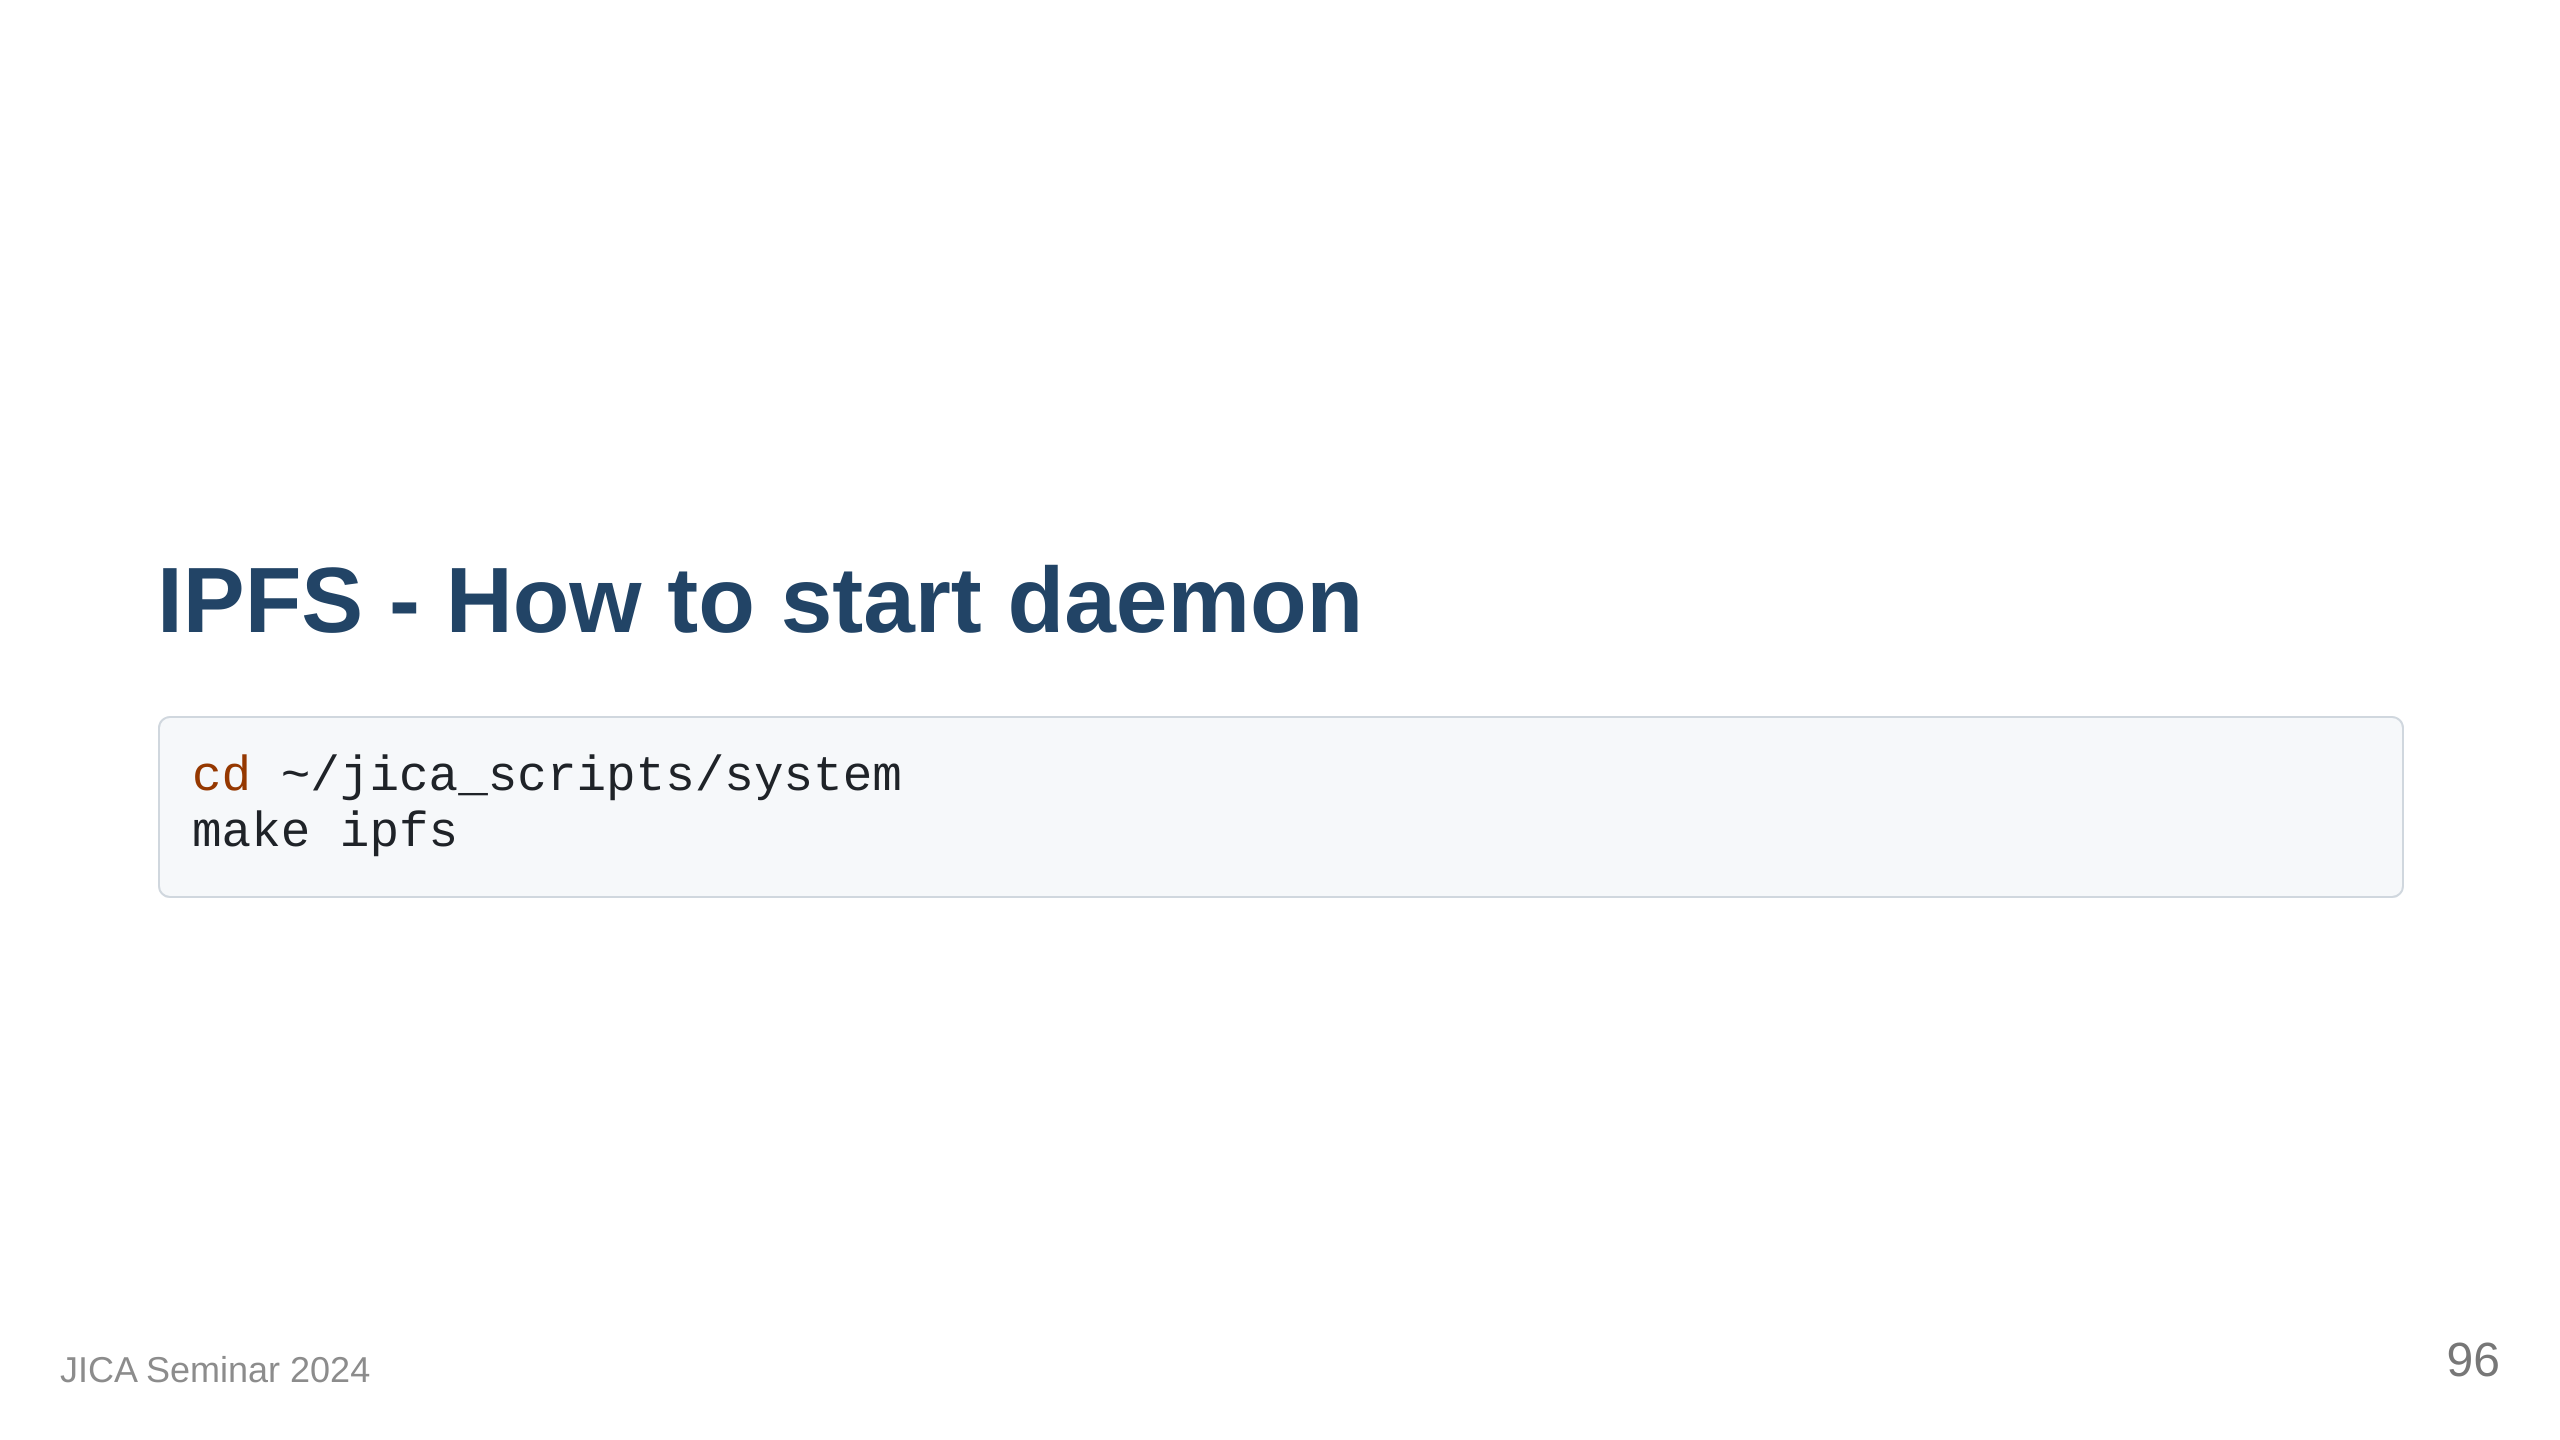 IPFS - How to start daemon
cd ~/jica_scripts/system
make ipfs
JICA Seminar 2024
96